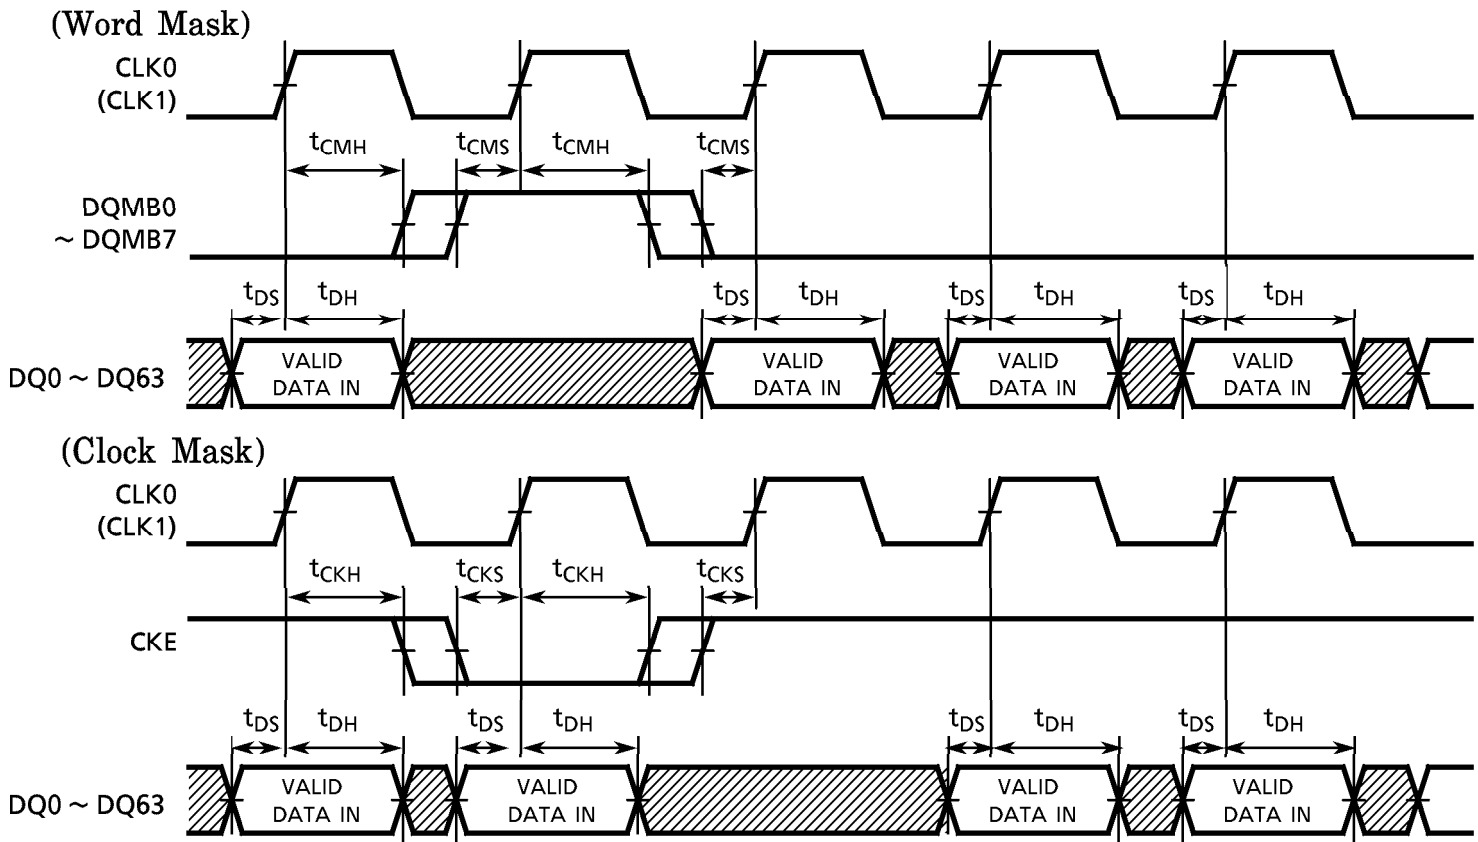 (Word Mask)
CLK0
(CLK1)
tCMH tCMS tCMH tCMS
DQMB0
~ DQMB7
tDS tDH tDS tDH tDS tDH tDS tDH
DQ0 ~ DQ63
VALID DATA IN
VALID DATA IN
VALID DATA IN
VALID DATA IN
(Clock Mask)
CLK0
(CLK1)
tCKH tCKS tCKH tCKS
CKE
tDS tDH tDS tDH tDS tDH tDS tDH
DQ0 ~ DQ63
VALID DATA IN
VALID DATA IN
VALID DATA IN
VALID DATA IN